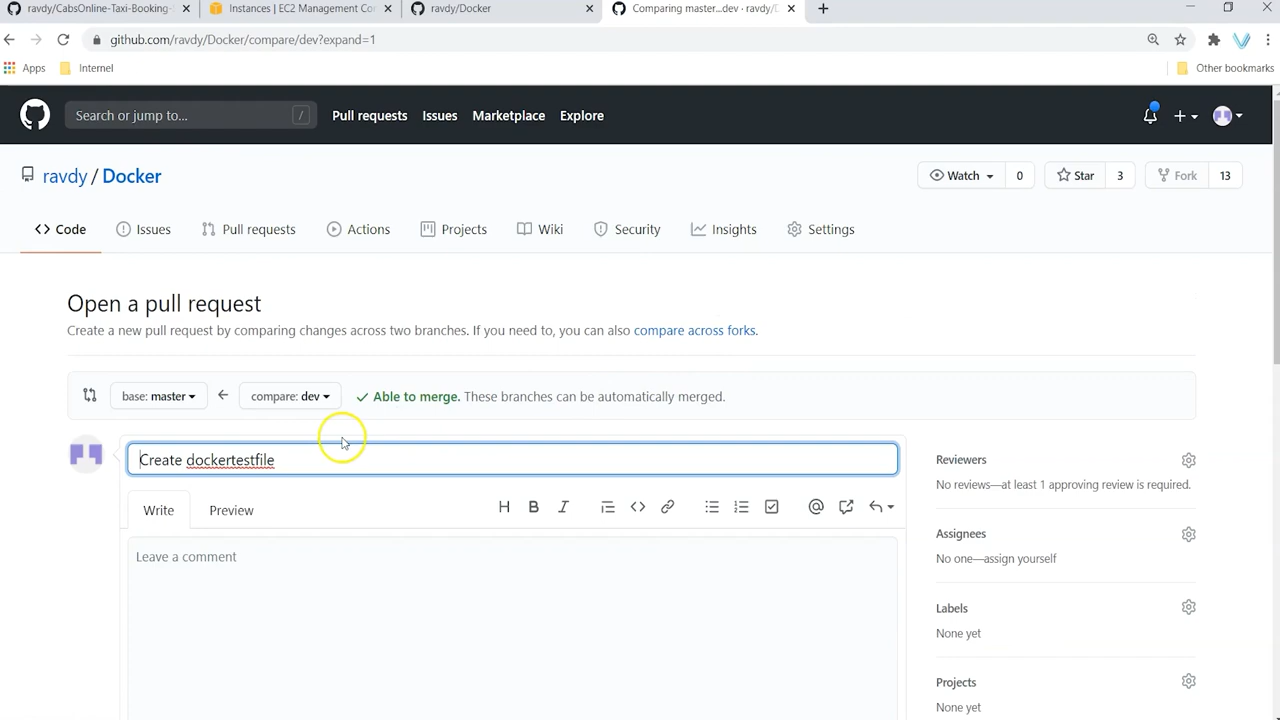 ravdy/CabsOnline-Taxi-Booking-
Instances | EC2 Management Con
ravdy/Docker
Comparing master...dev · ravdy/D
github.com/ravdy/Docker/compare/dev?expand=1
Apps
Internet
Other bookmarks
Search or jump to...
/
Pull requests
Issues
Marketplace
Explore
ravdy / Docker
Watch
0
Star
3
Fork
13
Code
Issues
Pull requests
Actions
Projects
Wiki
Security
Insights
Settings
Open a pull request
Create a new pull request by comparing changes across two branches. If you need to, you can also compare across forks.
base: master
compare: dev
Able to merge. These branches can be automatically merged.
Create dockertestfile
Write
Preview
H
B
I
@
Leave a comment
Reviewers
No reviews—at least 1 approving review is required.
Assignees
No one—assign yourself
Labels
None yet
Projects
None yet